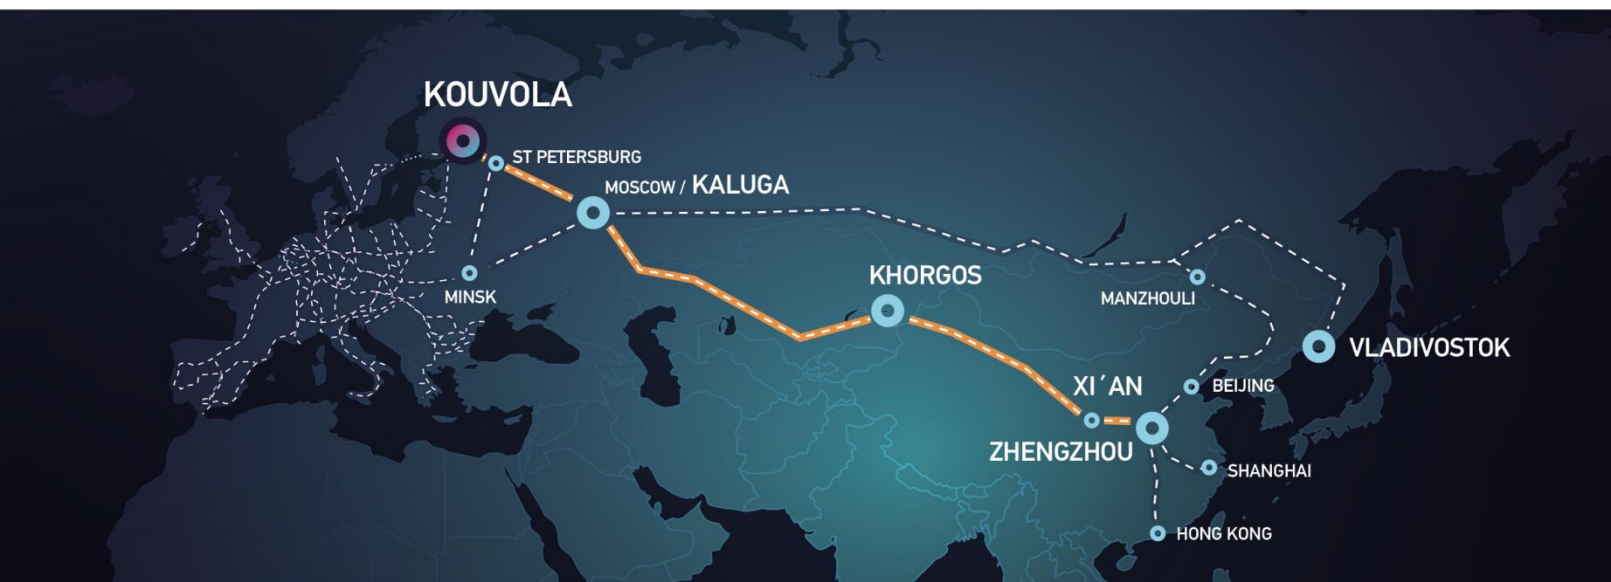 KOUVOLA
ST PETERSBURG
MOSCOW / KALUGA
KHORGOS
MINSK
MANZHOULI
VLADIVOSTOK
XI´AN
BEIJING
ZHENGZHOU
SHANGHAI
HONG KONG